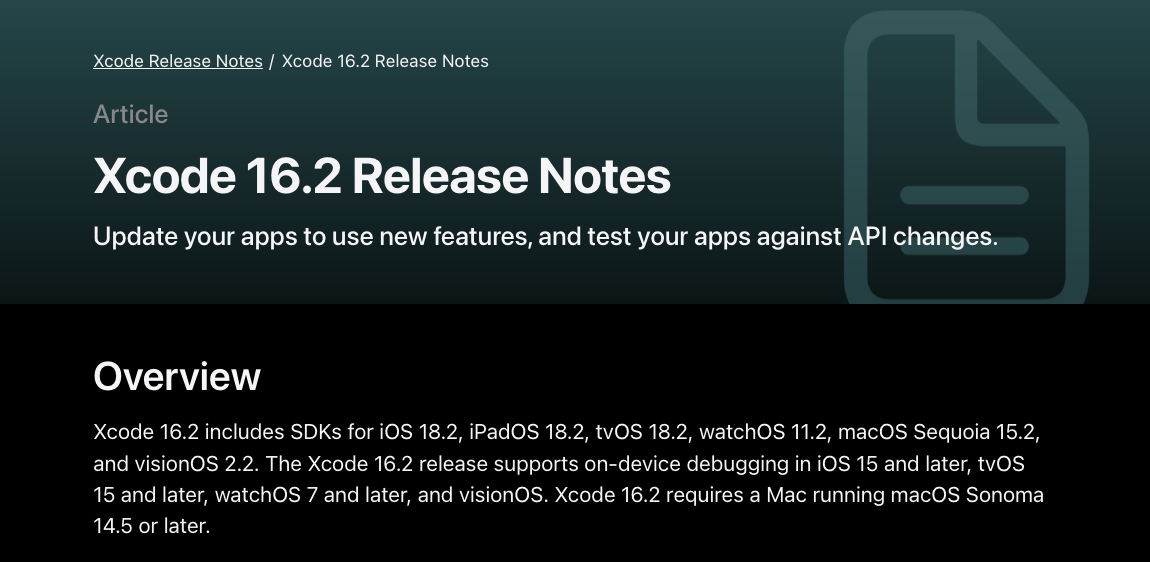 Xcode Release Notes / Xcode 16.2 Release Notes
Article
Xcode 16.2 Release Notes
Update your apps to use new features, and test your apps against API changes.
Overview
Xcode 16.2 includes SDKs for iOS 18.2, iPadOS 18.2, tvOS 18.2, watchOS 11.2, macOS Sequoia 15.2,
and visionOS 2.2. The Xcode 16.2 release supports on-device debugging in iOS 15 and later, tvOS
15 and later, watchOS 7 and later, and visionOS. Xcode 16.2 requires a Mac running macOS Sonoma
14.5 or later.